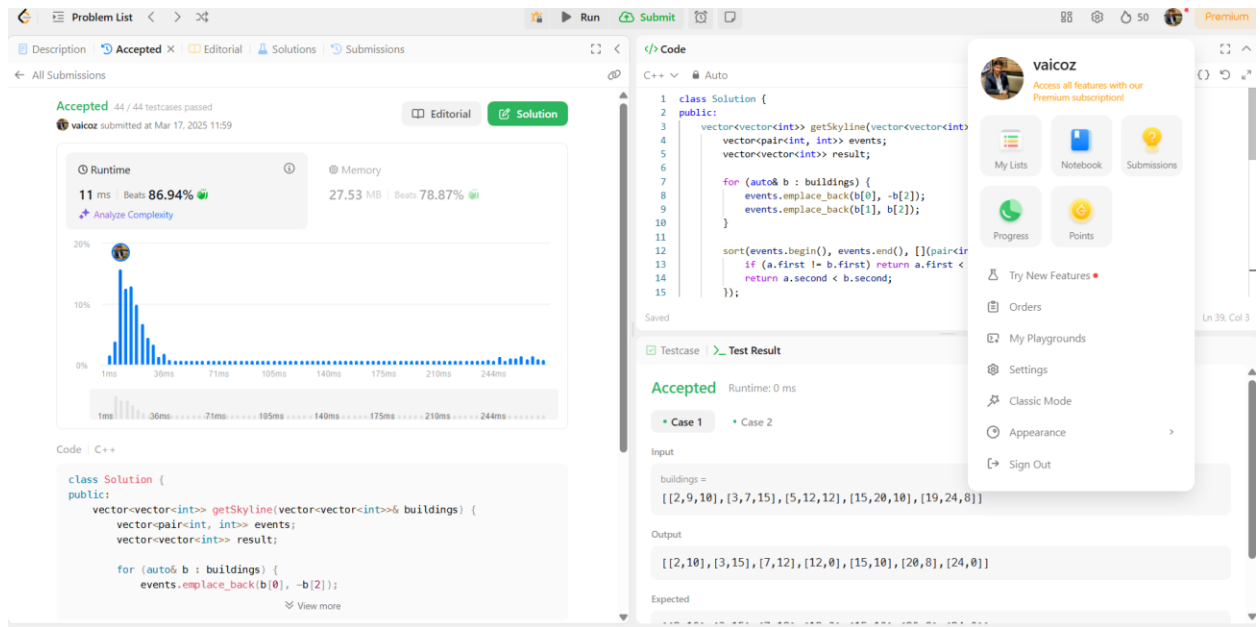 Problem List
Run
Submit
50
Premium
Description
Accepted
Editorial
Solutions
Submissions
All Submissions
Accepted 44 / 44 testcases passed
vaicoz submitted at Mar 17, 2025 11:59
Editorial
Solution
Runtime
11 ms Beats 86.94%
Analyze Complexity
Memory
27.53 MB Beats 78.87%
20%
10%
0%
1ms 36ms 71ms 105ms 140ms 175ms 210ms 244ms
1ms 36ms 71ms 105ms 140ms 175ms 210ms 244ms
Code C++
class Solution {
public:
vector<vector<int>> getSkyline(vector<vector<int>>& buildings) {
vector<pair<int, int>> events;
vector<vector<int>> result;
for (auto& b : buildings) {
events.emplace_back(b[0], -b[2]);
View more
</> Code
C++ Auto
1 class Solution {
2 public:
3 vector<vector<int>> getSkyline(vector<vector<int>
4 vector<pair<int, int>> events;
5 vector<vector<int>> result;
6
7 for (auto& b : buildings) {
8 events.emplace_back(b[0], -b[2]);
9 events.emplace_back(b[1], b[2]);
10 }
11
12 sort(events.begin(), events.end(), [](pair<in
13 if (a.first != b.first) return a.first <
14 return a.second < b.second;
15 });
Saved
Ln 39, Col 3
Testcase
Test Result
Accepted Runtime: 0 ms
Case 1
Case 2
Input
buildings =
[[2,9,10],[3,7,15],[5,12,12],[15,20,10],[19,24,8]]
Output
[[2,10],[3,15],[7,12],[12,0],[15,10],[20,8],[24,0]]
Expected
vaicoz
Access all features with our
Premium subscription!
My Lists
Notebook
Submissions
Progress
Points
Try New Features
Orders
My Playgrounds
Settings
Classic Mode
Appearance
Sign Out